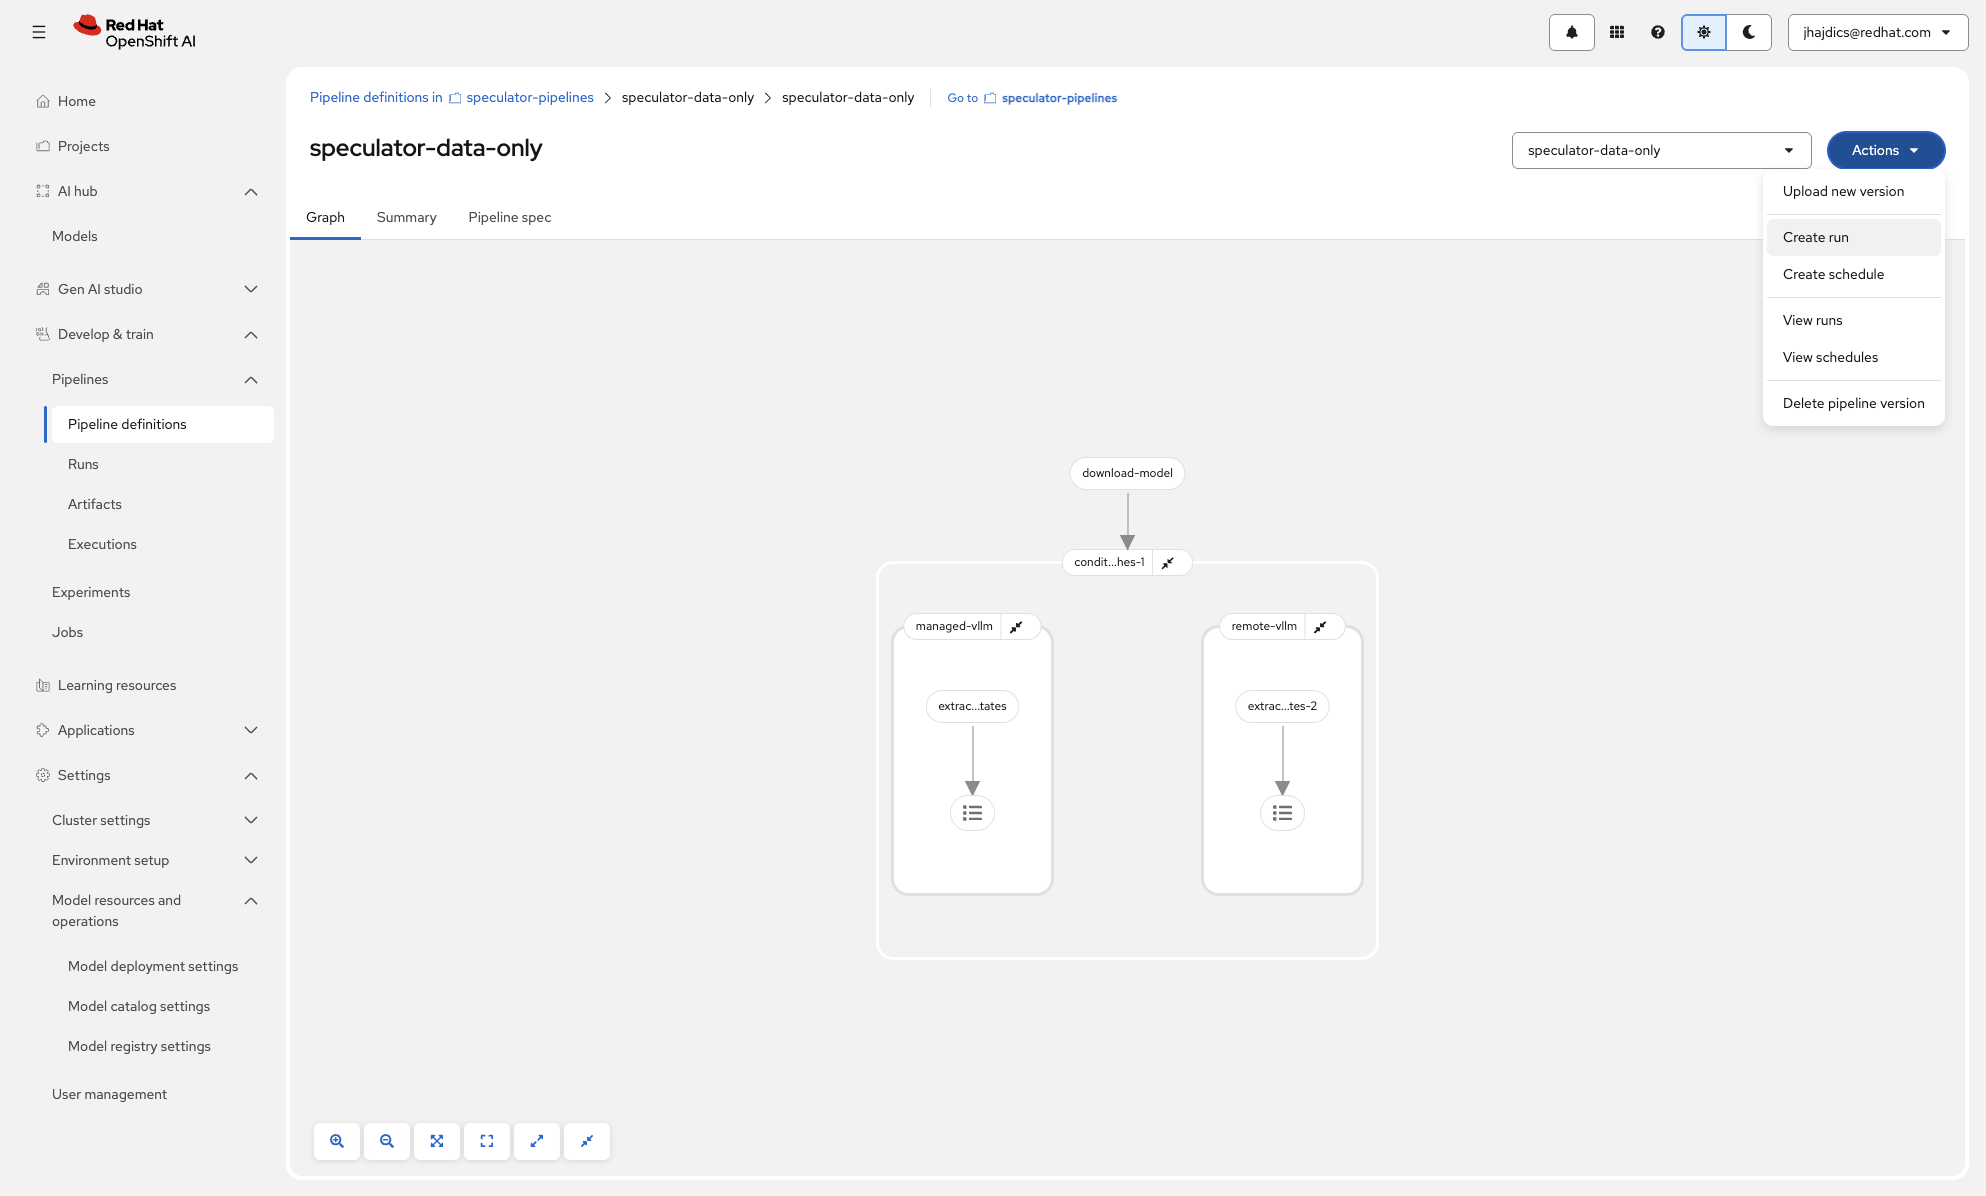 Red Hat
OpenShift AI
jhajdics@redhat.com
Home
Projects
AI hub
Models
Gen AI studio
Develop & train
Pipelines
Pipeline definitions
Runs
Artifacts
Executions
Experiments
Jobs
Learning resources
Applications
Settings
Cluster settings
Environment setup
Model resources and
operations
Model deployment settings
Model catalog settings
Model registry settings
User management
Pipeline definitions in speculator-pipelines > speculator-data-only > speculator-data-only Go to speculator-pipelines
speculator-data-only
speculator-data-only
Actions
Upload new version
Create run
Create schedule
View runs
View schedules
Delete pipeline version
Graph Summary Pipeline spec
download-model
condit...hes-1
managed-vllm
remote-vllm
extrac...tates
extrac...tes-2